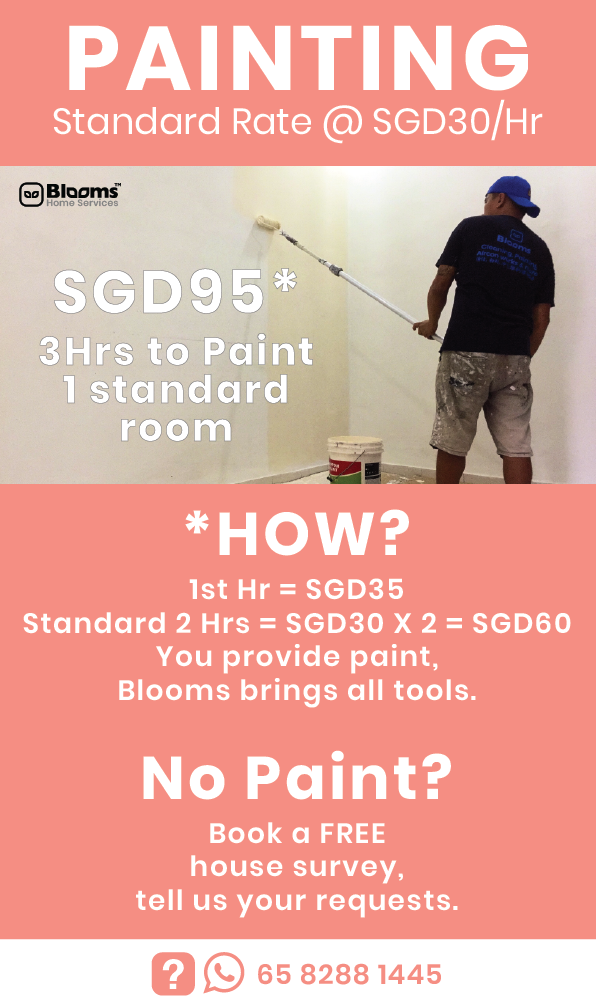 PAINTING
Standard Rate @ SGD30/Hr
Blooms™
Home Services
Blooms
SGD95*
3Hrs to Paint
1 standard
room
*HOW?
1st Hr = SGD35
Standard 2 Hrs = SGD30 X 2 = SGD60
You provide paint,
Blooms brings all tools.
No Paint?
Book a FREE
house survey,
tell us your requests.
? 65 8288 1445